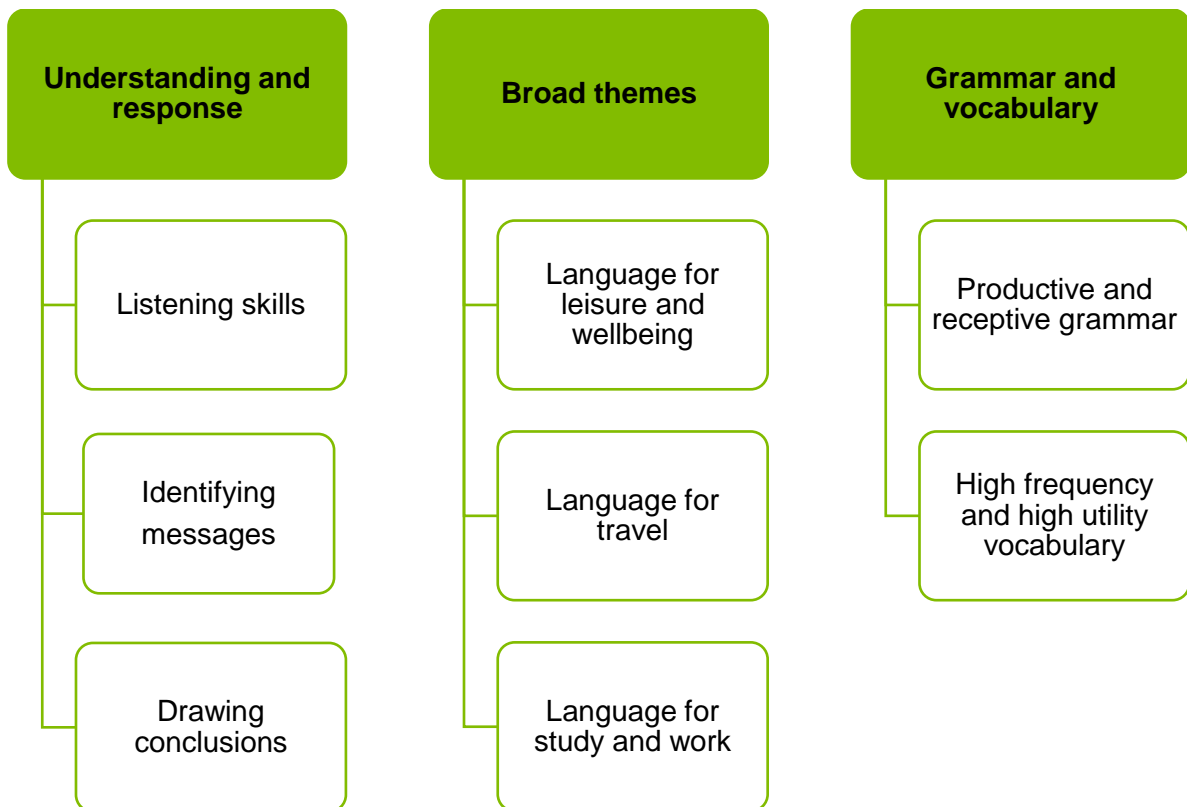 Understanding and
response
Listening skills
Identifying
messages
Drawing
conclusions
Broad themes
Language for
leisure and
wellbeing
Language for
travel
Language for
study and work
Grammar and
vocabulary
Productive and
receptive grammar
High frequency
and high utility
vocabulary